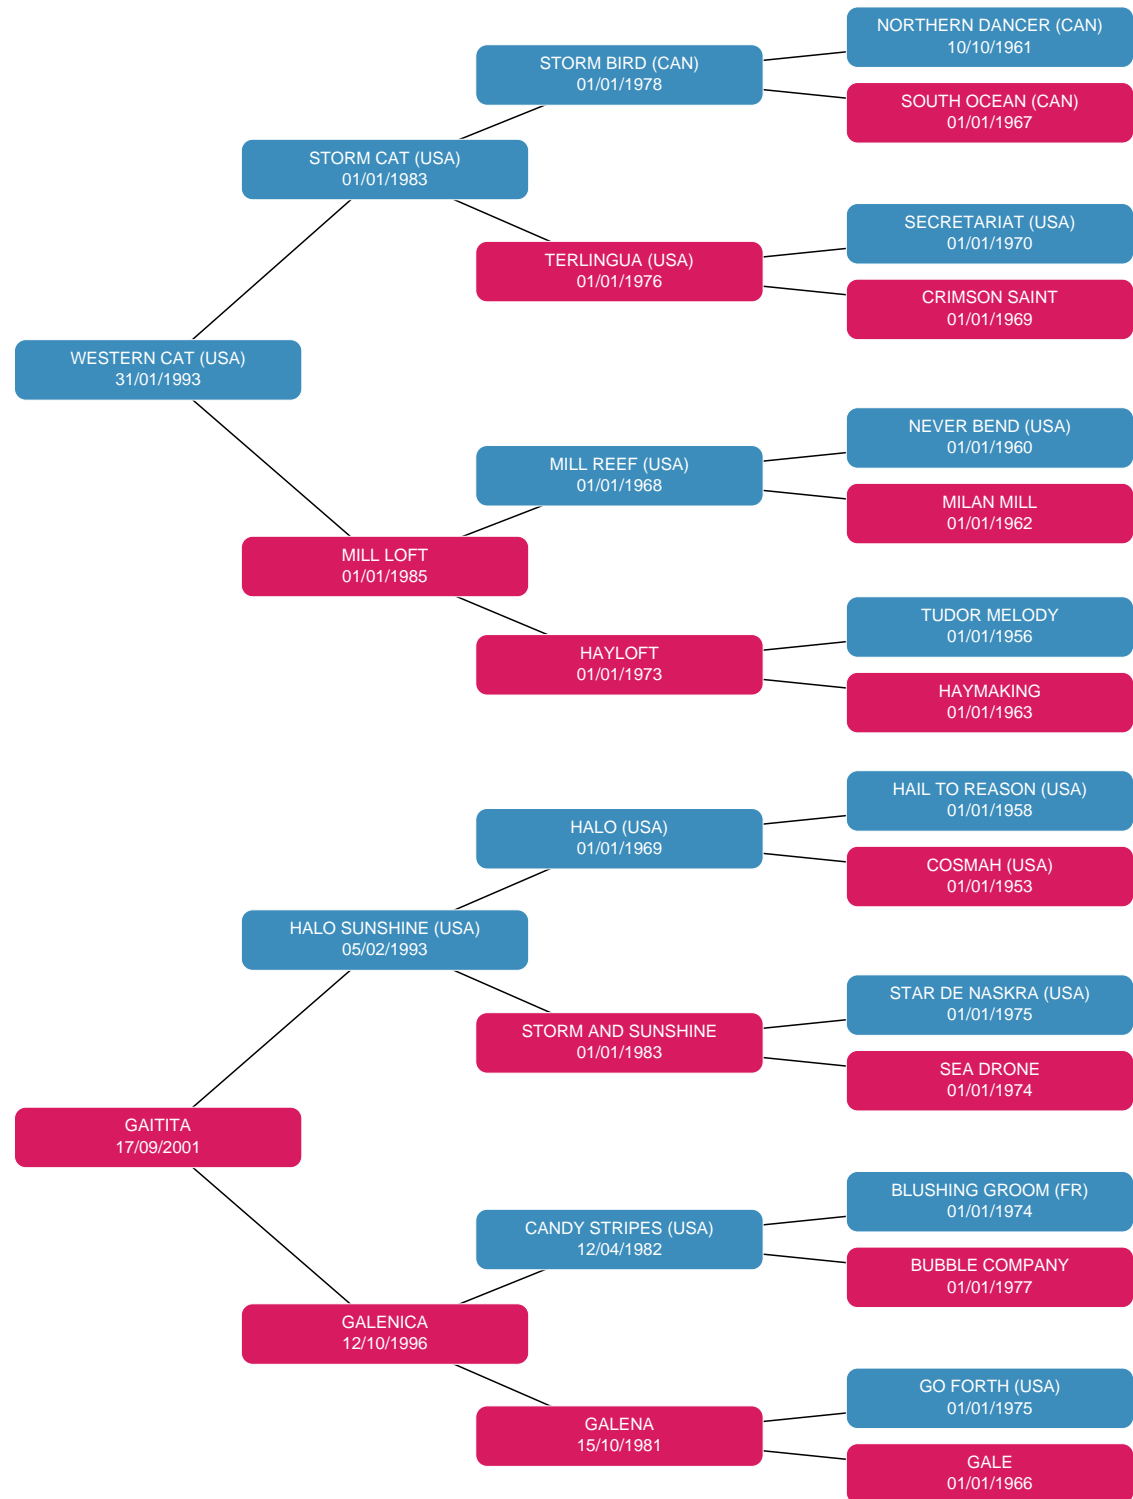 NORTHERN DANCER (CAN)
10/10/1961
STORM BIRD (CAN)
01/01/1978
SOUTH OCEAN (CAN)
01/01/1967
STORM CAT (USA)
01/01/1983
SECRETARIAT (USA)
01/01/1970
TERLINGUA (USA)
01/01/1976
CRIMSON SAINT
01/01/1969
WESTERN CAT (USA)
31/01/1993
NEVER BEND (USA)
01/01/1960
MILL REEF (USA)
01/01/1968
MILAN MILL
01/01/1962
MILL LOFT
01/01/1985
TUDOR MELODY
01/01/1956
HAYLOFT
01/01/1973
HAYMAKING
01/01/1963
HAIL TO REASON (USA)
01/01/1958
HALO (USA)
01/01/1969
COSMAH (USA)
01/01/1953
HALO SUNSHINE (USA)
05/02/1993
STAR DE NASKRA (USA)
01/01/1975
STORM AND SUNSHINE
01/01/1983
SEA DRONE
01/01/1974
GAITITA
17/09/2001
BLUSHING GROOM (FR)
01/01/1974
CANDY STRIPES (USA)
12/04/1982
BUBBLE COMPANY
01/01/1977
GALENICA
12/10/1996
GO FORTH (USA)
01/01/1975
GALENA
15/10/1981
GALE
01/01/1966